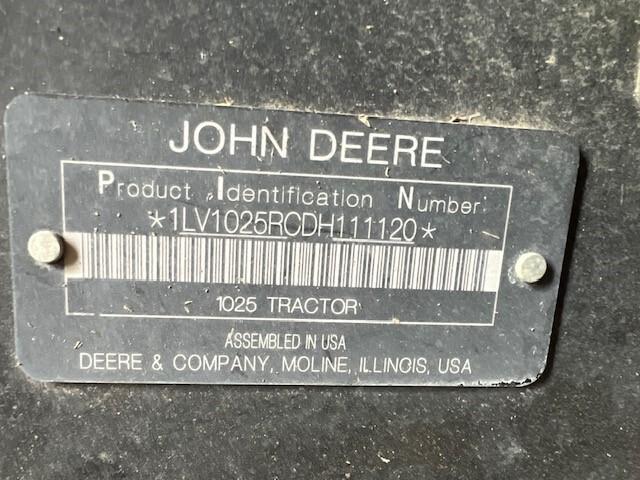 JOHN DEERE
Product Identification Number
*1LV1025RCDH111120*
1025 TRACTOR
ASSEMBLED IN USA
DEERE & COMPANY, MOLINE, ILLINOIS, USA